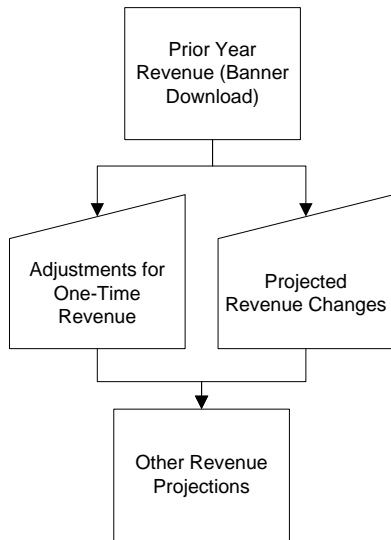 Prior Year
Revenue (Banner
Download)
Adjustments for
One-Time
Revenue
Projected
Revenue Changes
Other Revenue
Projections